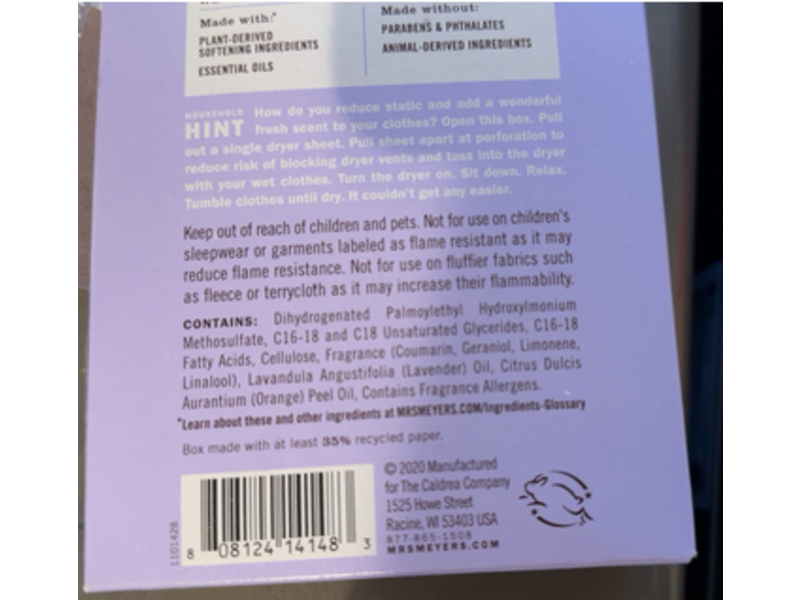 Made with:*
PLANT-DERIVED
SOFTENING INGREDIENTS
ESSENTIAL OILS
Made without:
PARABENS & PHTHALATES
ANIMAL-DERIVED INGREDIENTS
HOUSEHOLD HINT How do you reduce static and add a wonderful
fresh scent to your clothes? Open this box. Pull
out a single dryer sheet. Pull sheet apart at perforation to
reduce risk of blocking dryer vents and toss into the dryer
with your wet clothes. Turn the dryer on. Sit down. Relax.
Tumble clothes until dry. It couldn't get any easier.
Keep out of reach of children and pets. Not for use on children's
sleepwear or garments labeled as flame resistant as it may
reduce flame resistance. Not for use on fluffier fabrics such
as fleece or terrycloth as it may increase their flammability.
CONTAINS: Dihydrogenated Palmoylethyl Hydroxylmonium
Methosulfate, C16-18 and C18 Unsaturated Glycerides, C16-18
Fatty Acids, Cellulose, Fragrance (Coumarin, Geraniol, Limonene,
Linalool), Lavandula Angustifolia (Lavender) Oil, Citrus Dulcis
Aurantium (Orange) Peel Oil, Contains Fragrance Allergens.
*Learn about these and other ingredients at MRSMEYERS.COM/Ingredients-Glossary
Box made with at least 35% recycled paper.
1101428
8 08124 14148 3
© 2020 Manufactured
for The Caldrea Company
1525 Howe Street
Racine, WI 53403 USA
877-865-1508
MRSMEYERS.COM